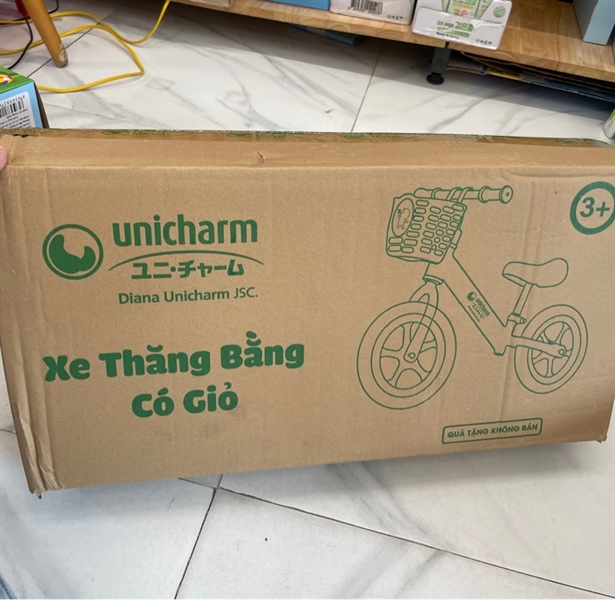 unicharm
ユニ・チャーム
Diana Unicharm JSC.
Xe Thăng Bằng
Có Giỏ
3+
unicharm
QUÀ TẶNG KHÔNG BÁN